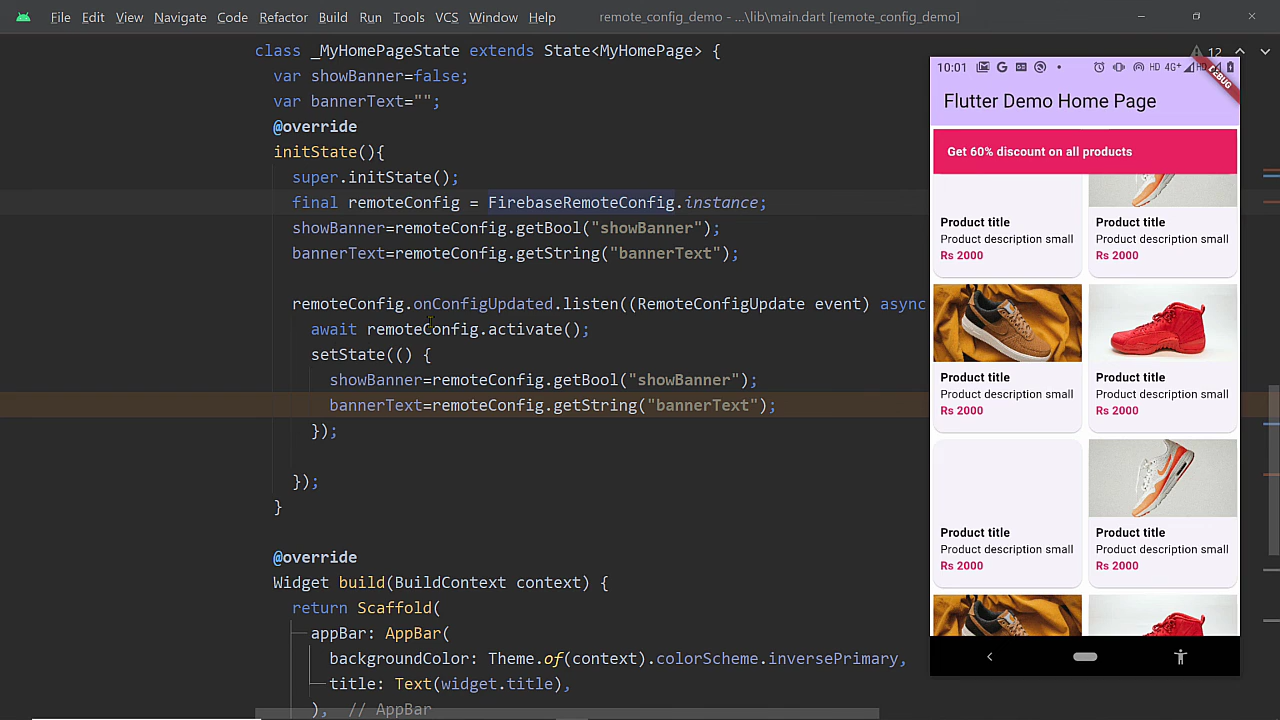 File Edit View Navigate Code Refactor Build Run Tools VCS Window Help remote_config_demo - ...\lib\main.dart [remote_config_demo]
class _MyHomePageState extends State<MyHomePage> {
12
var showBanner=false;
var bannerText="";
@override
initState(){
super.initState();
final remoteConfig = FirebaseRemoteConfig.instance;
showBanner=remoteConfig.getBool("showBanner");
bannerText=remoteConfig.getString("bannerText");
remoteConfig.onConfigUpdated.listen((RemoteConfigUpdate event) async
await remoteConfig.activate();
setState(() {
showBanner=remoteConfig.getBool("showBanner");
bannerText=remoteConfig.getString("bannerText");
});
});
}
@override
Widget build(BuildContext context) {
return Scaffold(
appBar: AppBar(
backgroundColor: Theme.of(context).colorScheme.inversePrimary,
title: Text(widget.title),
), // AppBar
10:01 HD 4G+ HD
DEBUG
Flutter Demo Home Page
Get 60% discount on all products
Product title Product title
Product description small Product description small
Rs 2000 Rs 2000
Product title Product title
Product description small Product description small
Rs 2000 Rs 2000
Product title Product title
Product description small Product description small
Rs 2000 Rs 2000